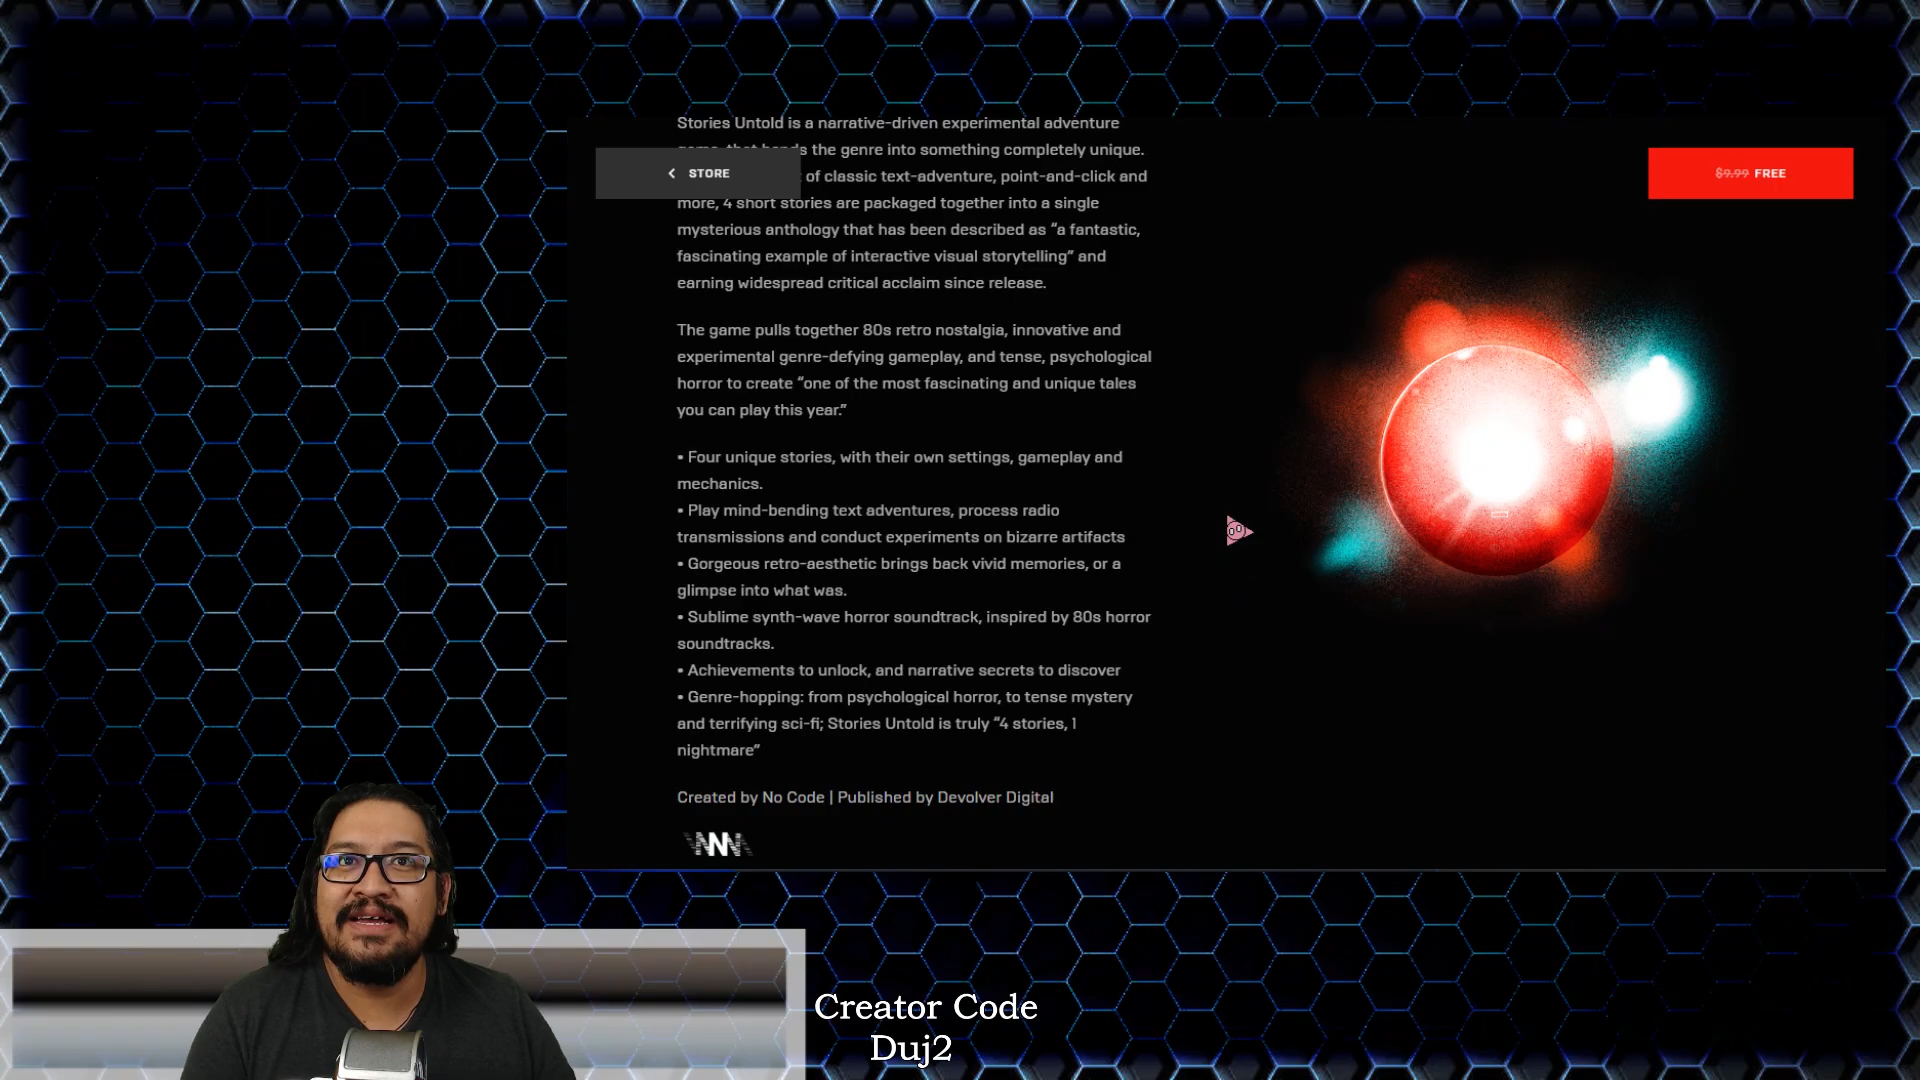 Stories Untold is a narrative-driven experimental adventure
s the genre into something completely unique.
STORE
of classic text-adventure, point-and-click and
$9.99 FREE
more, 4 short stories are packaged together into a single
mysterious anthology that has been described as “a fantastic,
fascinating example of interactive visual storytelling” and
earning widespread critical acclaim since release.
The game pulls together 80s retro nostalgia, innovative and
experimental genre-defying gameplay, and tense, psychological
horror to create “one of the most fascinating and unique tales
you can play this year.”
• Four unique stories, with their own settings, gameplay and
mechanics.
• Play mind-bending text adventures, process radio
transmissions and conduct experiments on bizarre artifacts
• Gorgeous retro-aesthetic brings back vivid memories, or a
glimpse into what was.
• Sublime synth-wave horror soundtrack, inspired by 80s horror
soundtracks.
• Achievements to unlock, and narrative secrets to discover
• Genre-hopping: from psychological horror, to tense mystery
and terrifying sci-fi; Stories Untold is truly “4 stories, 1
nightmare”
Created by No Code | Published by Devolver Digital
Creator Code
Duj2